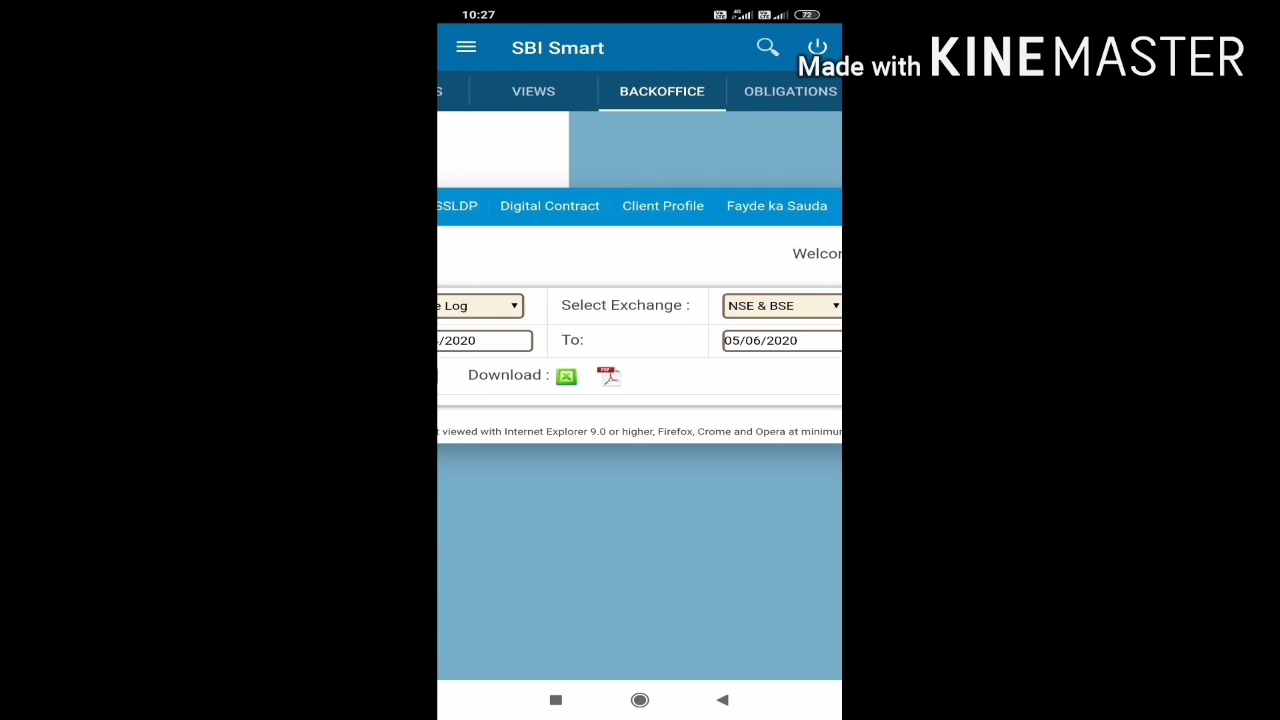 10:27
72
SBI Smart
Made with KINEMASTER
S VIEWS BACKOFFICE OBLIGATIONS
SSLDP Digital Contract Client Profile Fayde ka Sauda
Welcor
e Log Select Exchange : NSE & BSE
/2020 To: 05/06/2020
Download :
t viewed with Internet Explorer 9.0 or higher, Firefox, Crome and Opera at minimum